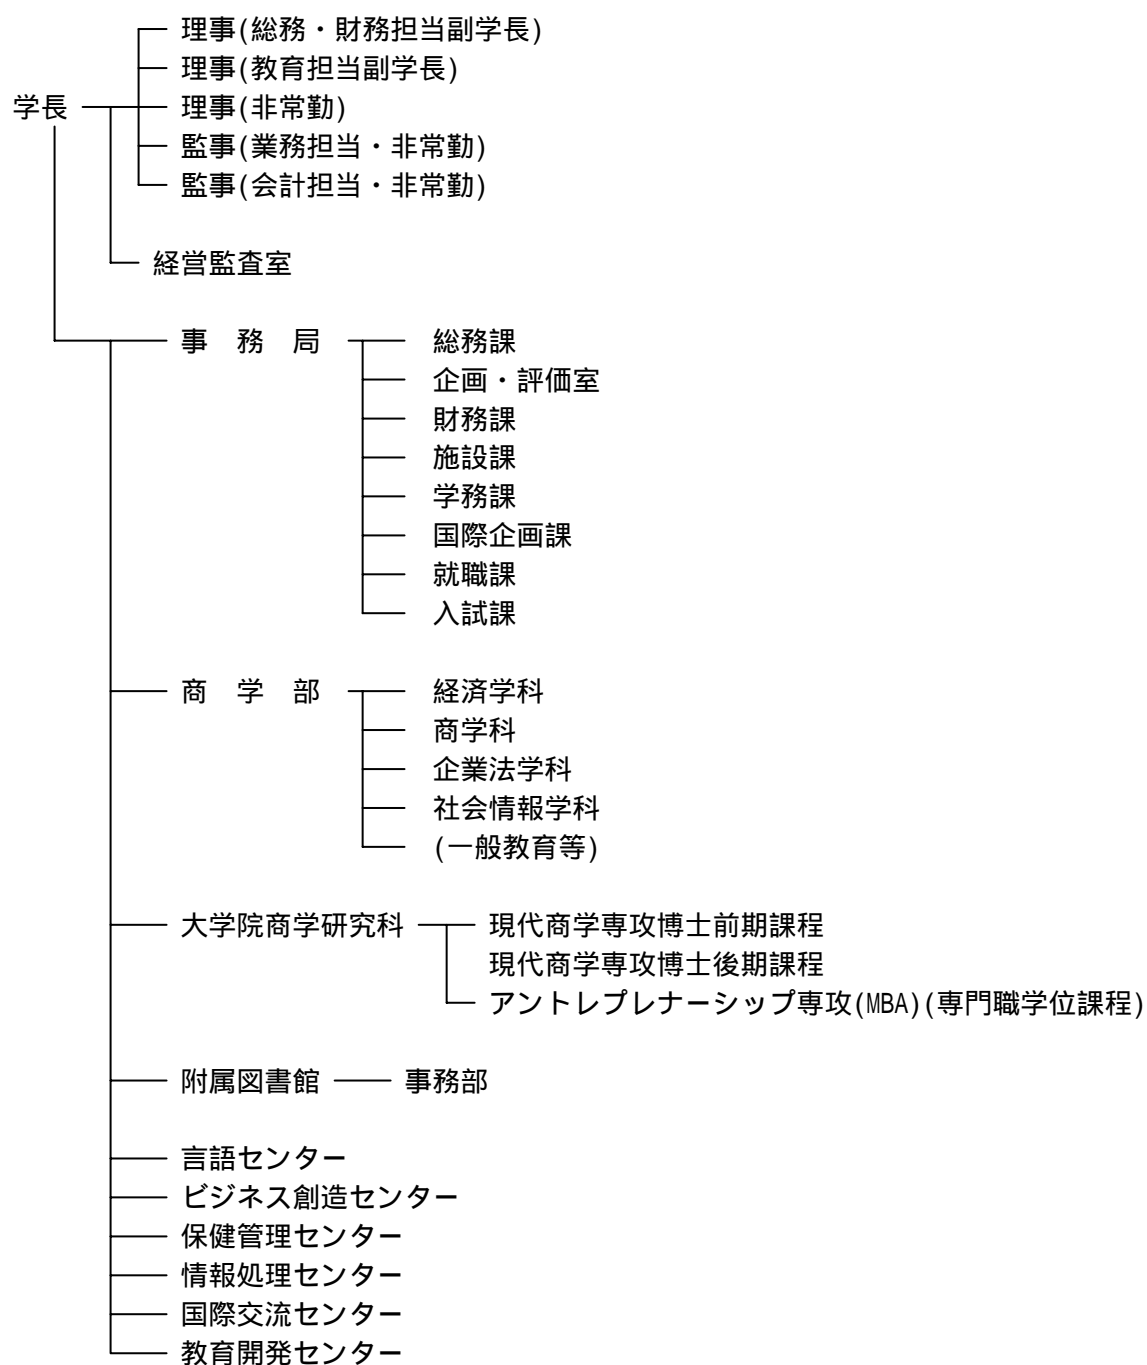 理事(総務・財務担当副学長)
理事(教育担当副学長)
学長 理事(非常勤)
監事(業務担当・非常勤)
監事(会計担当・非常勤)
経営監査室
事　務　局 総務課
企画・評価室
財務課
施設課
学務課
国際企画課
就職課
入試課
商　学　部 経済学科
商学科
企業法学科
社会情報学科
(一般教育等)
大学院商学研究科 現代商学専攻博士前期課程
現代商学専攻博士後期課程
アントレプレナーシップ専攻(MBA)(専門職学位課程)
附属図書館 事務部
言語センター
ビジネス創造センター
保健管理センター
情報処理センター
国際交流センター
教育開発センター